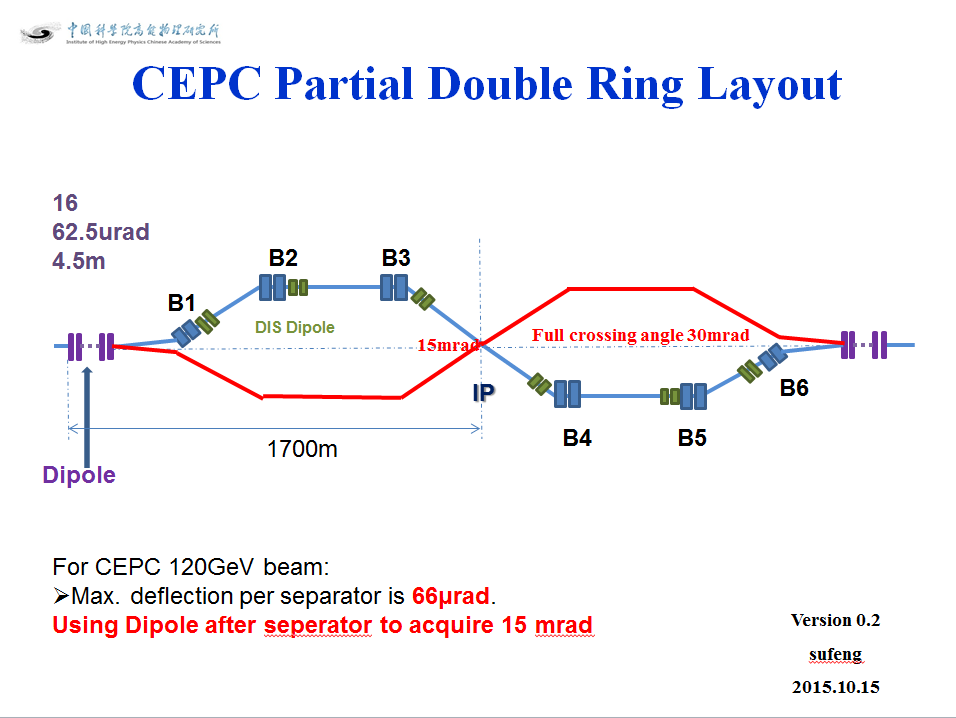 中国科学院高能物理研究所
Institute of High Energy Physics Chinese Academy of Sciences
CEPC Partial Double Ring Layout
16
62.5urad
4.5m
B1
B2
B3
DIS Dipole
15mrad
Full crossing angle 30mrad
IP
B4
B5
B6
1700m
Dipole
For CEPC 120GeV beam:
➢Max. deflection per separator is 66μrad.
Using Dipole after seperator to acquire 15 mrad
Version 0.2
sufeng
2015.10.15